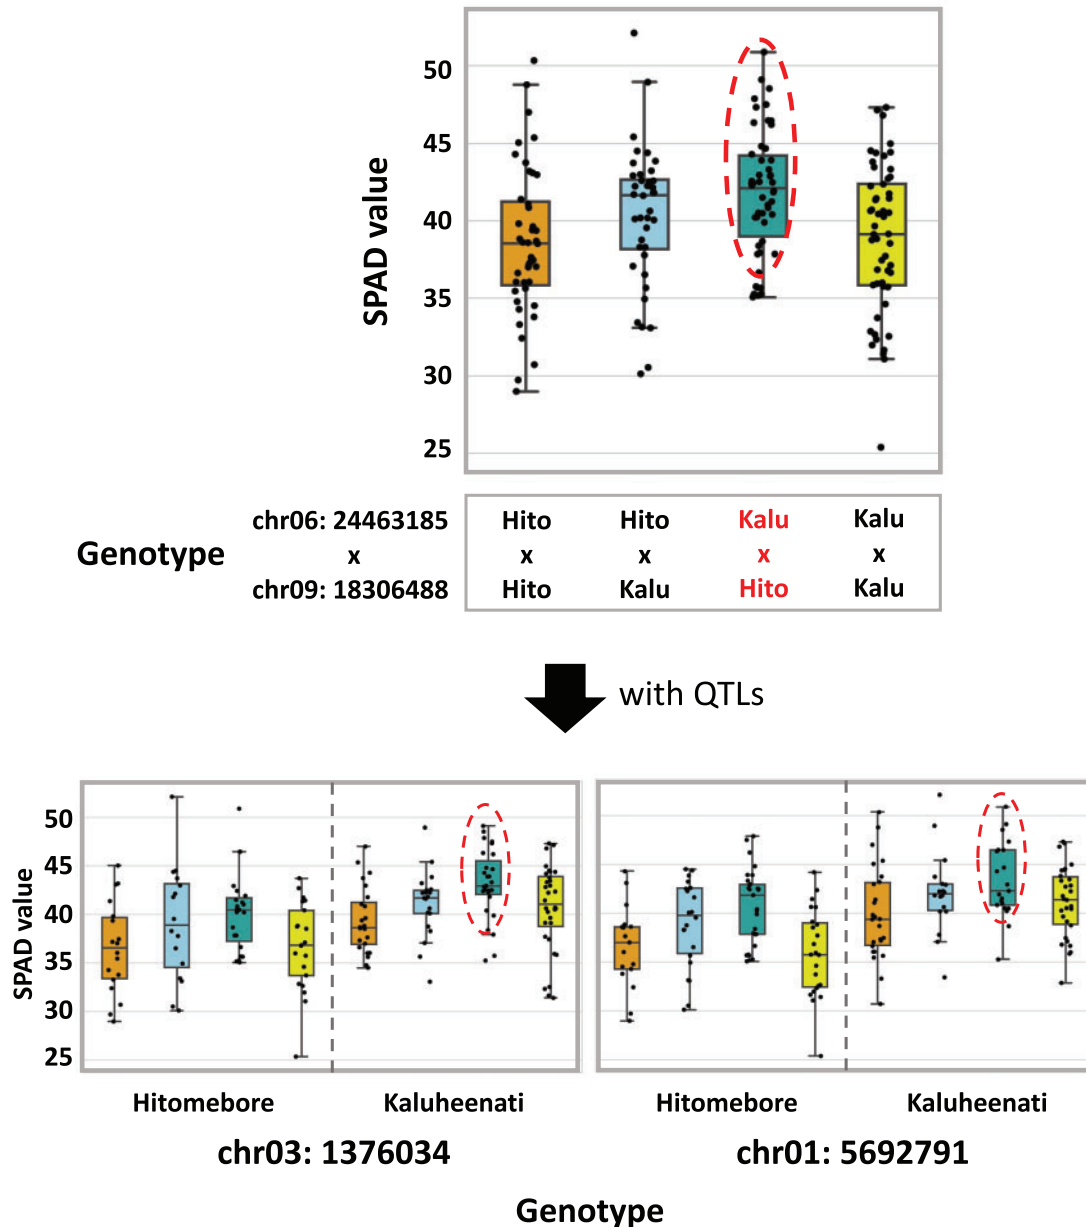 50
45
40
35
30
25
SPAD value
chr06: 24463185 Hito Hito Kalu Kalu
Genotype x x x x x
chr09: 18306488 Hito Kalu Hito Kalu
with QTLs
50
45
40
35
30
25
SPAD value
Hitomebore Kaluheenati Hitomebore Kaluheenati
chr03: 1376034 chr01: 5692791
Genotype